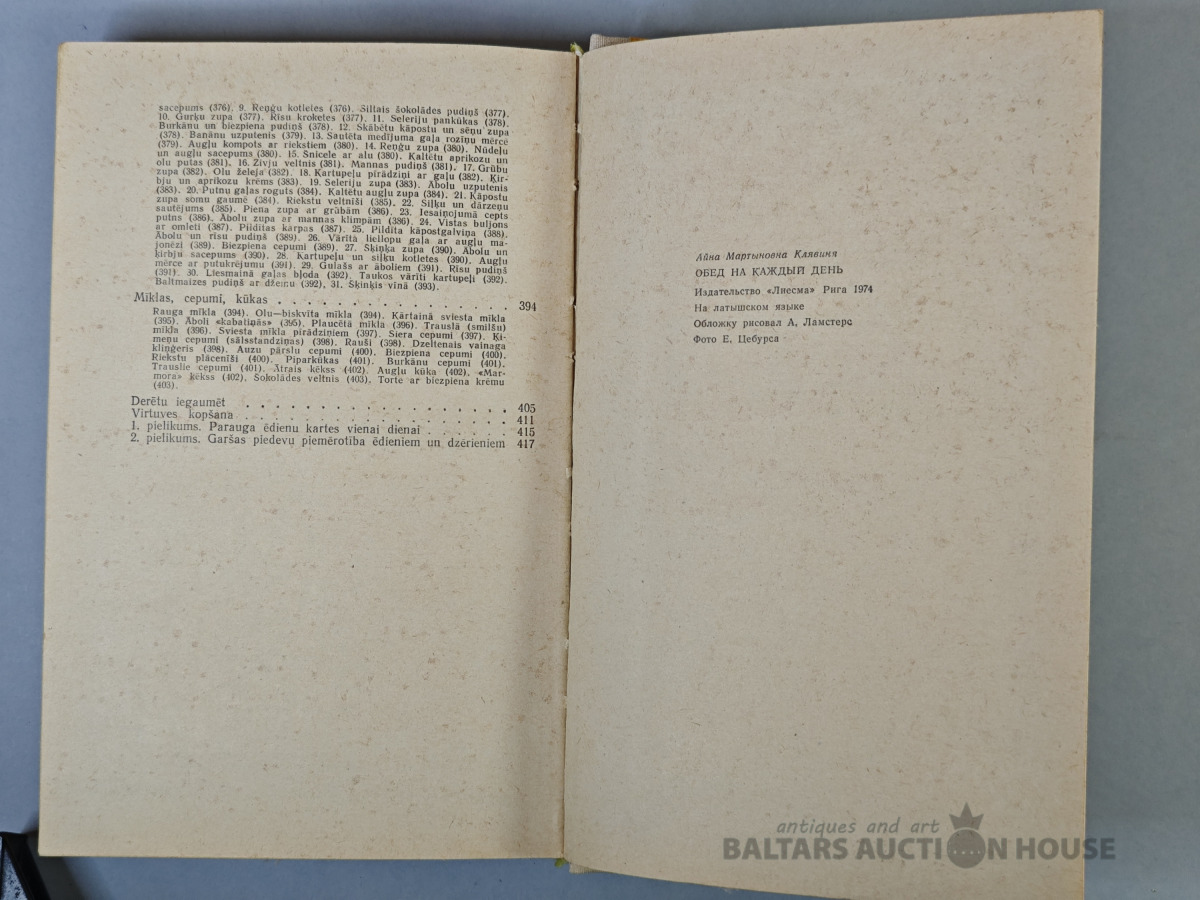 sacepums (376). 9. Reņģu kotletes (376). Siltais šokolādes pudiņš (377).
10. Gurķu zupa (377). Rīsu kroketes (377). 11. Seleriju pankūkas (378).
Burkānu un biezpiena pudiņš (378). 12. Skābētu kāpostu un sēņu zupa
(378). Banānu uzputenis (379). 13. Sautēta medījuma gaļa rozīņu mērcē
(379). Augļu kompots ar riekstiem (380). 14. Reņģu zupa (380). Nūdeļu
un augļu sacepums (380). 15. Šnicele ar alu (380). Kaltētu aprikozu un
olu putas (381). 16. Zivju veltnis (381). Mannas pudiņš (381). 17. Grūbu
zupa (382). Olu želeja (382). 18. Kartupeļu pīrādziņi ar gaļu (382). Ķir-
bju un aprikozu krēms (383). 19. Seleriju zupa (383). Ābolu uzputenis
(383). 20. Putnu gaļas roguts (384). Kaltētu augļu zupa (384). 21. Kāpostu
zupa somu gaumē (384). Riekstu veltnīši (385). 22. Siļķu un dārzeņu
sautējums (385). Piena zupa ar grūbām (386). 23. Iesaiņojumā cepts
putns (386). Ābolu zupa ar mannas klimpām (386). 24. Vistas buljons
ar omleti (387). Pildītas karpas (387). 25. Pildīta kāpostgalviņa (388).
Ābolu un rīsu pudiņš (389). 26. Vārīta liellopu gaļa ar augļu ma-
jonēzi (389). Biezpiena cepumi (389). 27. Šķiņķa zupa (390). Ābolu un
ķirbju sacepums (390). 28. Kartupeļu un siļķu kotletes (390). Augļu
mērce ar putukrējumu (391). 29. Gulašs ar āboliem (391). Rīsu pudiņš
(391). 30. Liesmainā gaļas bļoda (392). Taukos vārīti kartupeļi (392).
Baltmaizes pudiņš ar džemu (392), 31. Šķiņķis vīnā (393).
Mīklas, cepumi, kūkas . . . . . . . . . . . . . . . . 394
Rauga mīkla (394). Olu—biskvīta mīkla (394). Kārtainā sviesta mīkla
(395). Āboli «kabatiņās» (395). Plaucētā mīkla (396). Trauslā (smilšu)
mīkla (396). Sviesta mīkla pīrādziņiem (397). Siera cepumi (397). Ķi-
meņu cepumi (sālsstandziņas) (398). Rauši (398). Dzeltenais vainaga
kliņģeris (398). Auzu pārslu cepumi (400). Biezpiena cepumi (400).
Riekstu plācenīši (400). Piparkūkas (401). Burkānu cepumi (401).
Trauslie cepumi (401). Ātrais kēkss (402). Augļu kūka (402). «Mar-
mora» kēkss (402). Šokolādes veltnis (403). Torte ar biezpiena krēmu
(403).
Derētu iegaumēt . . . . . . . . . . . . . . . . . . 405
Virtuves kopšana . . . . . . . . . . . . . . . . . . 411
1. pielikums. Parauga ēdienu kartes vienai dienai . . . . . . 415
2. pielikums. Garšas piedevu piemērotība ēdieniem un dzērieniem 417
Айна Мартыновна Клявиня
ОБЕД НА КАЖДЫЙ ДЕНЬ
Издательство «Лиесма» Рига 1974
На латышском языке
Обложку рисовал А. Ламстерс
Фото Е. Цебурса
antiques and art
BALTARS AUCTION HOUSE